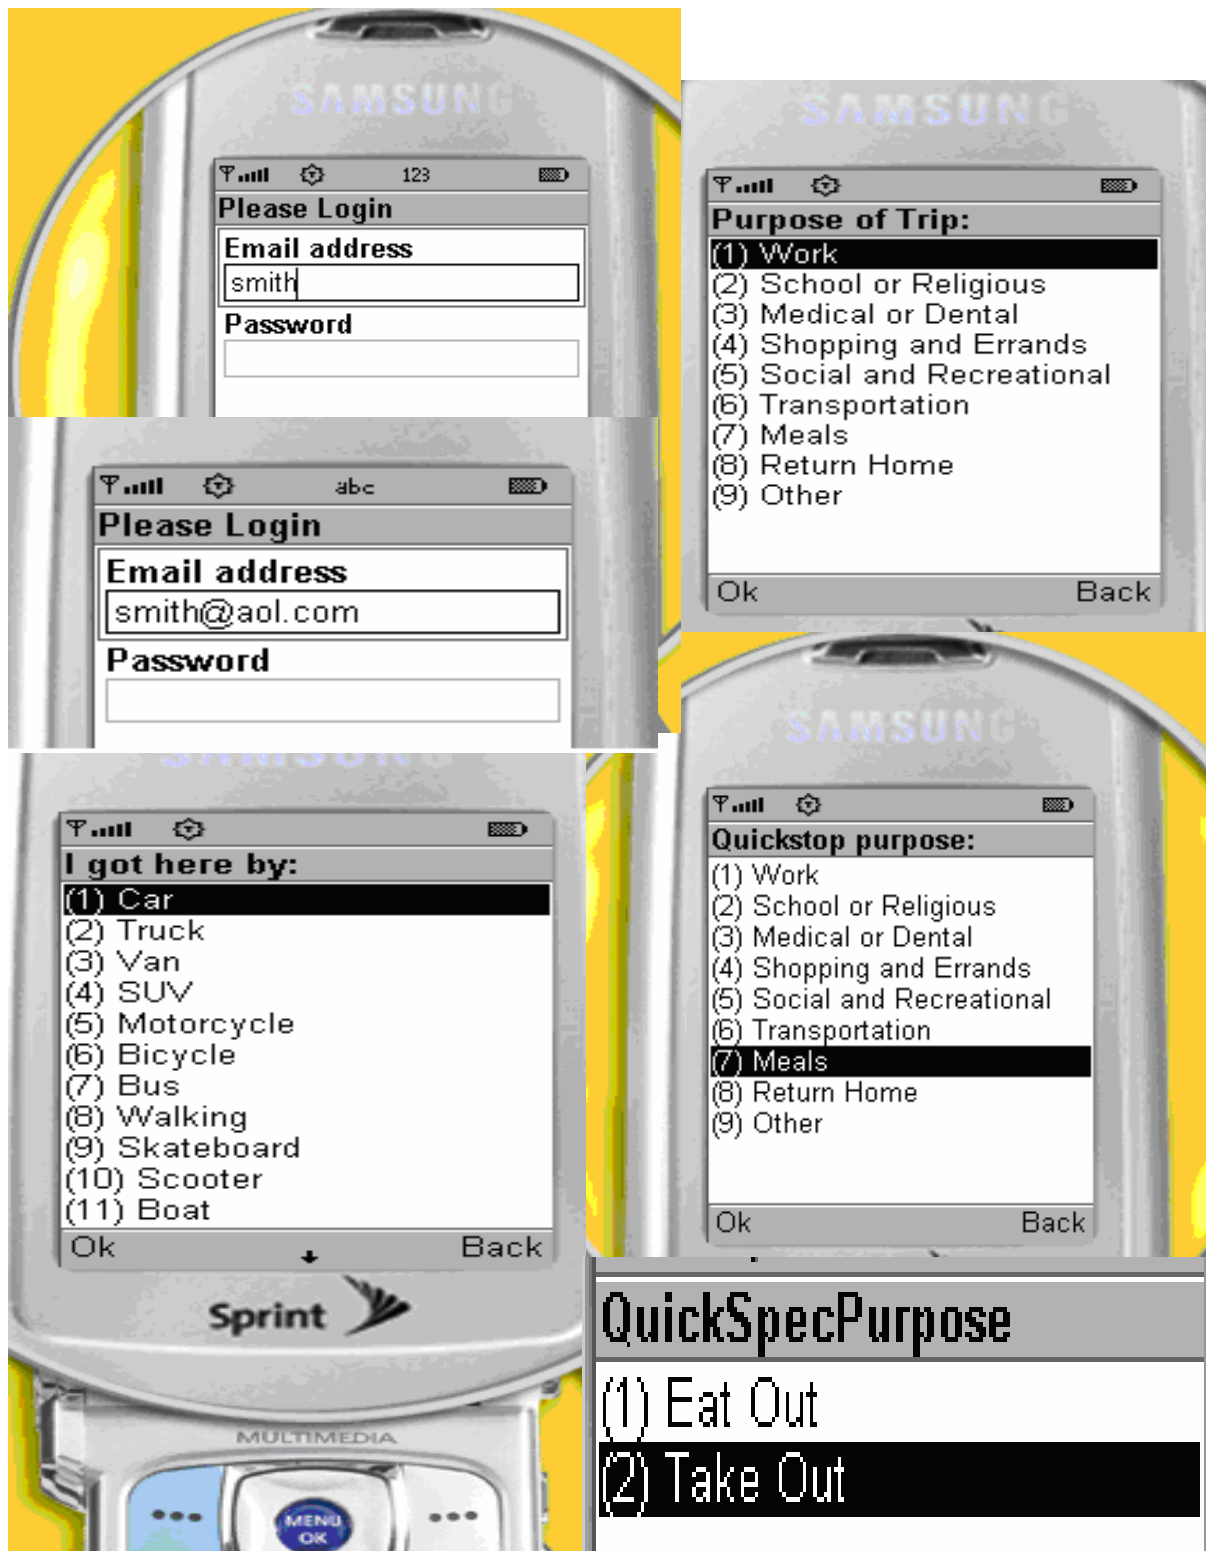 SAMSUNG
123
Please Login
Email address
smith
Password
abc
Please Login
Email address
smith@aol.com
Password
SAMSUNG
Purpose of Trip:
(1) Work
(2) School or Religious
(3) Medical or Dental
(4) Shopping and Errands
(5) Social and Recreational
(6) Transportation
(7) Meals
(8) Return Home
(9) Other
Ok Back
SAMSUNG
I got here by:
(1) Car
(2) Truck
(3) Van
(4) SUV
(5) Motorcycle
(6) Bicycle
(7) Bus
(8) Walking
(9) Skateboard
(10) Scooter
(11) Boat
Ok Back
Sprint
MULTIMEDIA
MENU
OK
SAMSUNG
Quickstop purpose:
(1) Work
(2) School or Religious
(3) Medical or Dental
(4) Shopping and Errands
(5) Social and Recreational
(6) Transportation
(7) Meals
(8) Return Home
(9) Other
Ok Back
QuickSpecPurpose
(1) Eat Out
(2) Take Out